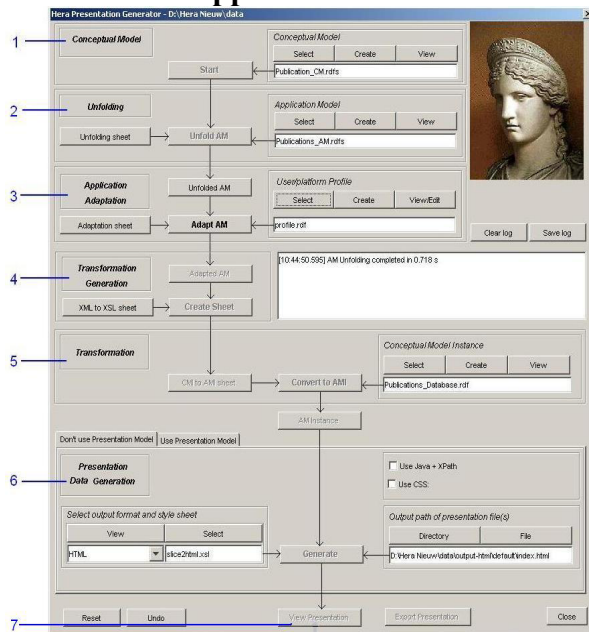 Hera Presentation Generator - D:\Hera Nieuw\data
1
Conceptual Model
Conceptual Model
Select Create View
Start
Publication_CM.rdfs
2
Unfolding
Application Model
Select Create View
Unfolding sheet
Unfold AM
Publications_AM.rdfs
3
Application
Adaptation
Unfolded AM
User/platform Profile
Select Create View/Edit
Adaptation sheet
Adapt AM
profile.rdf
Clear log Save log
4
Transformation
Generation
Adapted AM
[10:44:50.595] AM Unfolding completed in 0.718 s
XML to XSL sheet
Create Sheet
5
Transformation
Conceptual Model Instance
Select Create View
CM to AM sheet
Convert to AMI
Publications_Database.rdf
AM Instance
Don't use Presentation Model Use Presentation Model
6
Presentation
Data Generation
Use Java + XPath
Use CSS:
Select output format and style sheet
View Select
HTML slice2html.xsl
Generate
Output path of presentation file(s)
Directory File
D:\Hera Nieuw\data\output-html\default\index.html
7
Reset Undo View Presentation Export Presentation Close